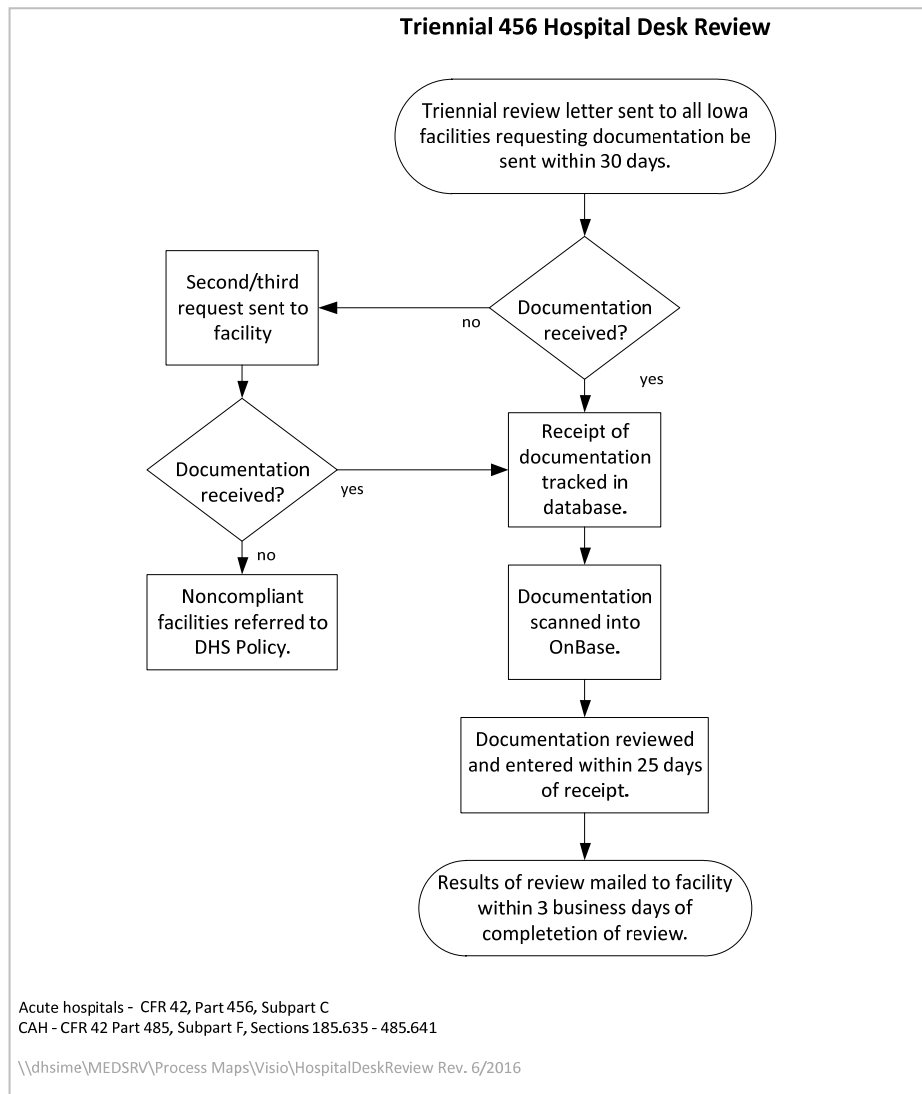 Triennial 456 Hospital Desk Review
Triennial review letter sent to all Iowa
facilities requesting documentation be
sent within 30 days.
Documentation
received?
no
yes
Second/third
request sent to
facility
Documentation
received?
yes
no
Noncompliant
facilities referred to
DHS Policy.
Receipt of
documentation
tracked in
database.
Documentation
scanned into
OnBase.
Documentation reviewed
and entered within 25 days
of receipt.
Results of review mailed to facility
within 3 business days of
completetion of review.
Acute hospitals - CFR 42, Part 456, Subpart C
CAH - CFR 42 Part 485, Subpart F, Sections 185.635 - 485.641
\\dhsime\MEDSRV\Process Maps\Visio\HospitalDeskReview Rev. 6/2016